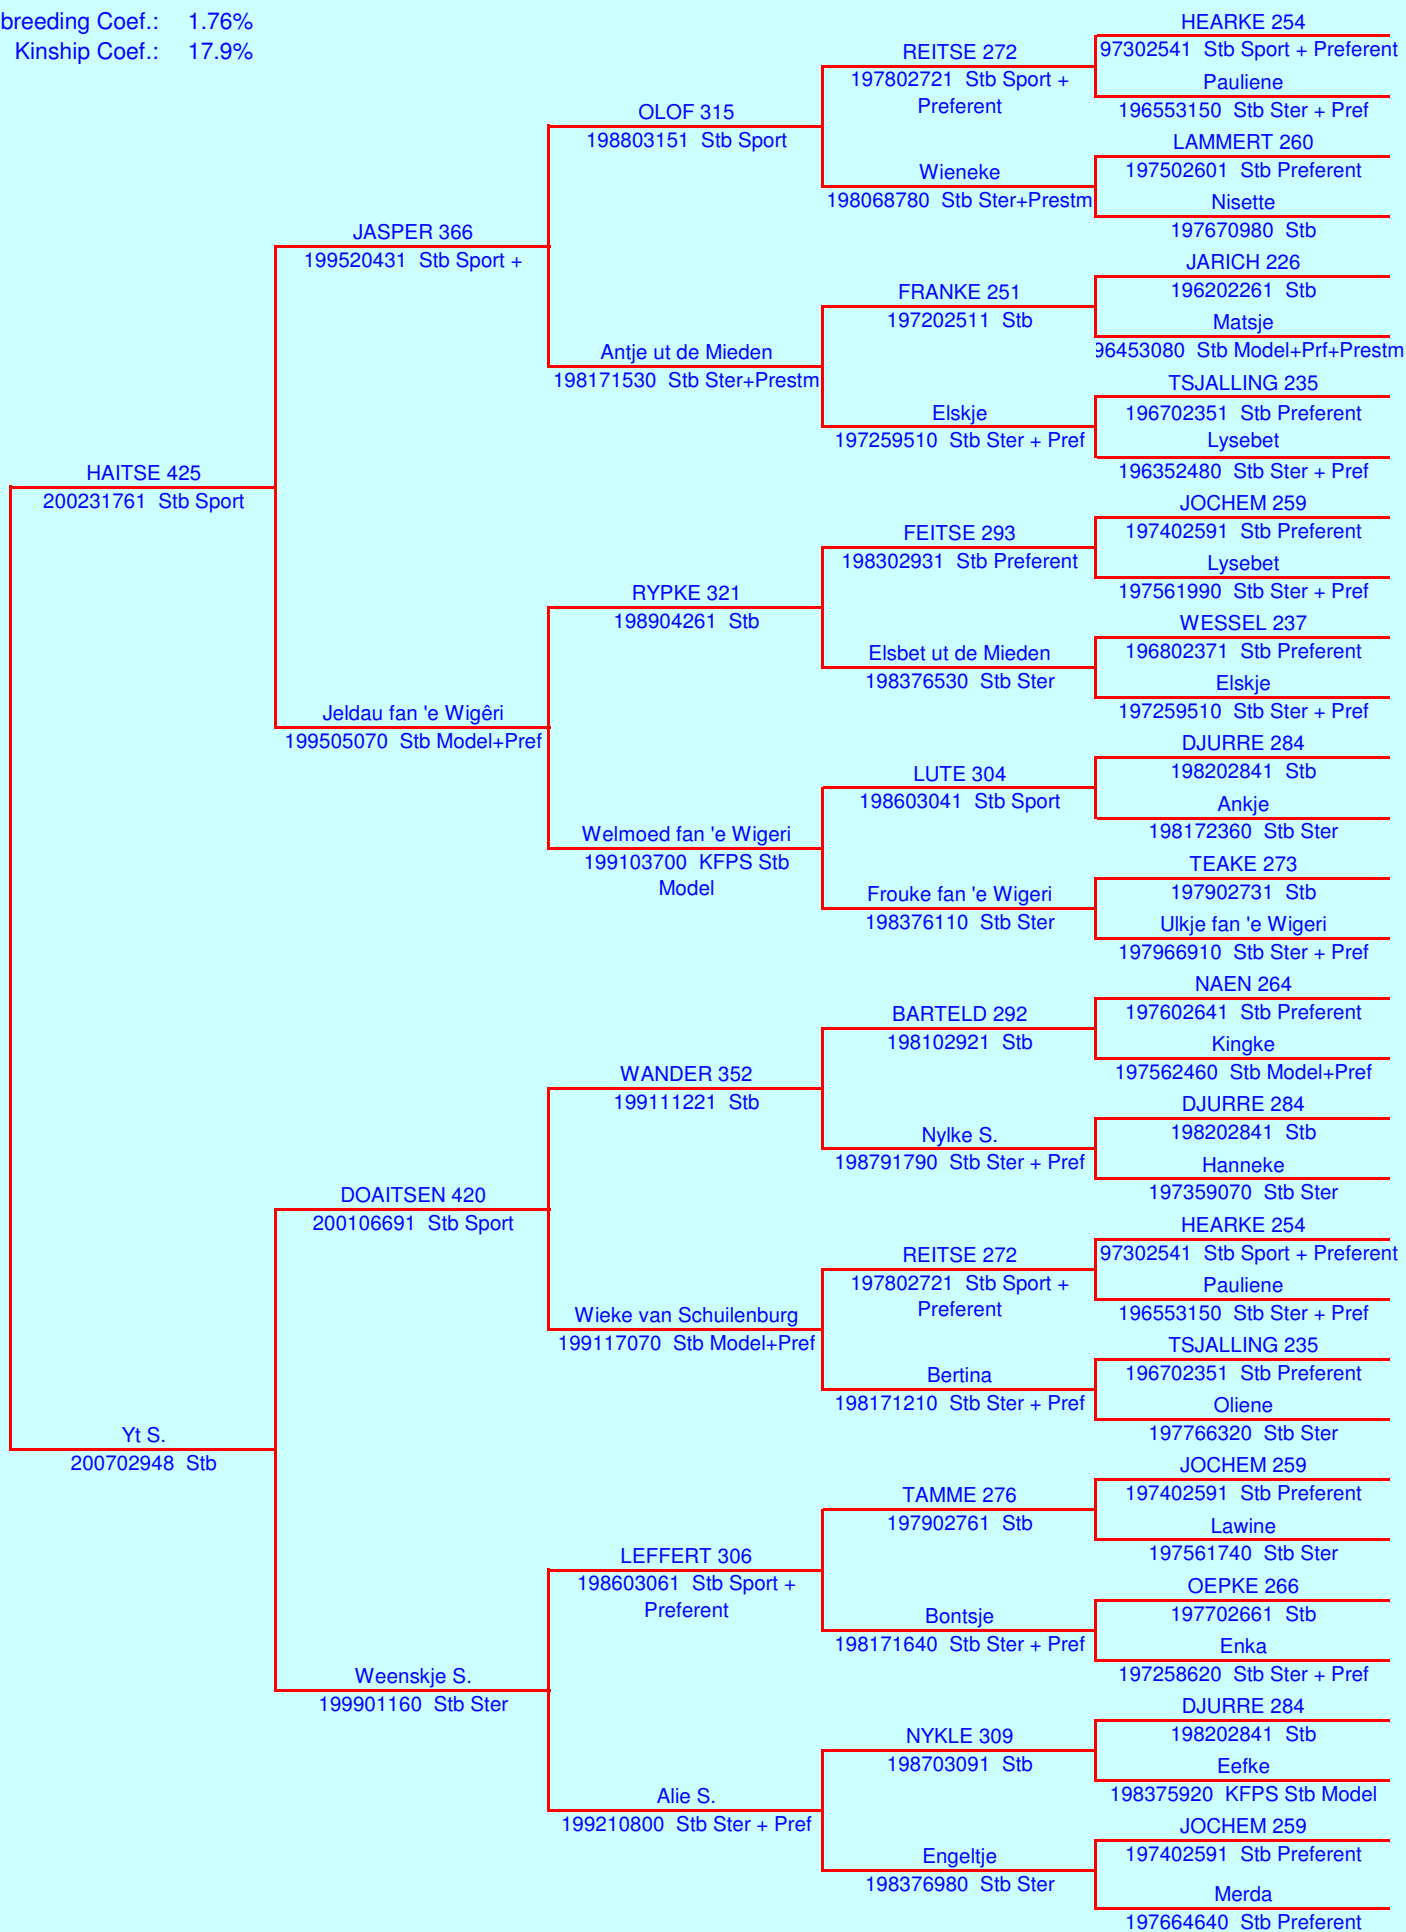 breeding Coef.: 1.76%
Kinship Coef.: 17.9%
HAITSE 425
200231761 Stb Sport
Yt S.
200702948 Stb
JASPER 366
199520431 Stb Sport +
Jeldau fan 'e Wigêri
199505070 Stb Model+Pref
DOAITSEN 420
200106691 Stb Sport
Weenskje S.
199901160 Stb Ster
OLOF 315
198803151 Stb Sport
Antje ut de Mieden
198171530 Stb Ster+Prestm
RYPKE 321
198904261 Stb
Welmoed fan 'e Wigeri
199103700 KFPS Stb
Model
WANDER 352
199111221 Stb
Wieke van Schuilenburg
199117070 Stb Model+Pref
LEFFERT 306
198603061 Stb Sport +
Preferent
Alie S.
199210800 Stb Ster + Pref
REITSE 272
197802721 Stb Sport +
Preferent
Wieneke
198068780 Stb Ster+Prestm
FRANKE 251
197202511 Stb
Elskje
197259510 Stb Ster + Pref
FEITSE 293
198302931 Stb Preferent
Elsbet ut de Mieden
198376530 Stb Ster
LUTE 304
198603041 Stb Sport
Frouke fan 'e Wigeri
198376110 Stb Ster
BARTELD 292
198102921 Stb
Nylke S.
198791790 Stb Ster + Pref
REITSE 272
197802721 Stb Sport +
Preferent
Bertina
198171210 Stb Ster + Pref
TAMME 276
197902761 Stb
Bontsje
198171640 Stb Ster + Pref
NYKLE 309
198703091 Stb
Engeltje
198376980 Stb Ster
HEARKE 254
97302541 Stb Sport + Preferent
Pauliene
196553150 Stb Ster + Pref
LAMMERT 260
197502601 Stb Preferent
Nisette
197670980 Stb
JARICH 226
196202261 Stb
Matsje
96453080 Stb Model+Prf+Prestm
TSJALLING 235
196702351 Stb Preferent
Lysebet
196352480 Stb Ster + Pref
JOCHEM 259
197402591 Stb Preferent
Lysebet
197561990 Stb Ster + Pref
WESSEL 237
196802371 Stb Preferent
Elskje
197259510 Stb Ster + Pref
DJURRE 284
198202841 Stb
Ankje
198172360 Stb Ster
TEAKE 273
197902731 Stb
Ulkje fan 'e Wigeri
197966910 Stb Ster + Pref
NAEN 264
197602641 Stb Preferent
Kingke
197562460 Stb Model+Pref
DJURRE 284
198202841 Stb
Hanneke
197359070 Stb Ster
HEARKE 254
97302541 Stb Sport + Preferent
Pauliene
196553150 Stb Ster + Pref
TSJALLING 235
196702351 Stb Preferent
Oliene
197766320 Stb Ster
JOCHEM 259
197402591 Stb Preferent
Lawine
197561740 Stb Ster
OEPKE 266
197702661 Stb
Enka
197258620 Stb Ster + Pref
DJURRE 284
198202841 Stb
Eefke
198375920 KFPS Stb Model
JOCHEM 259
197402591 Stb Preferent
Merda
197664640 Stb Preferent